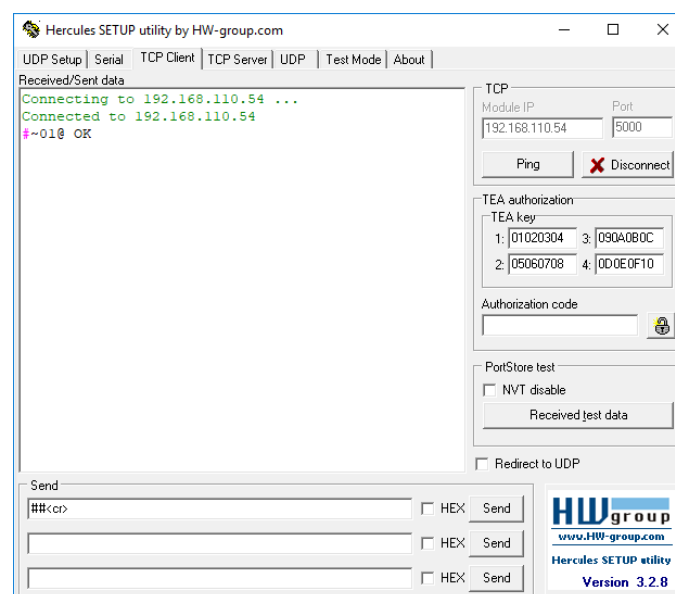 Hercules SETUP utility by HW-group.com
UDP Setup Serial TCP Client TCP Server UDP Test Mode About
Received/Sent data
Connecting to 192.168.110.54 ...
Connected to 192.168.110.54
#~01@ OK
TCP
Module IP Port
192.168.110.54 5000
Ping Disconnect
TEA authorization
TEA key
1: 01020304 3: 090A0B0C
2: 05060708 4: 0D0E0F10
Authorization code
PortStore test
NVT disable
Received test data
Redirect to UDP
Send
##<cr> HEX Send
HEX Send
HEX Send
HW group
www.HW-group.com
Hercules SETUP utility
Version 3.2.8